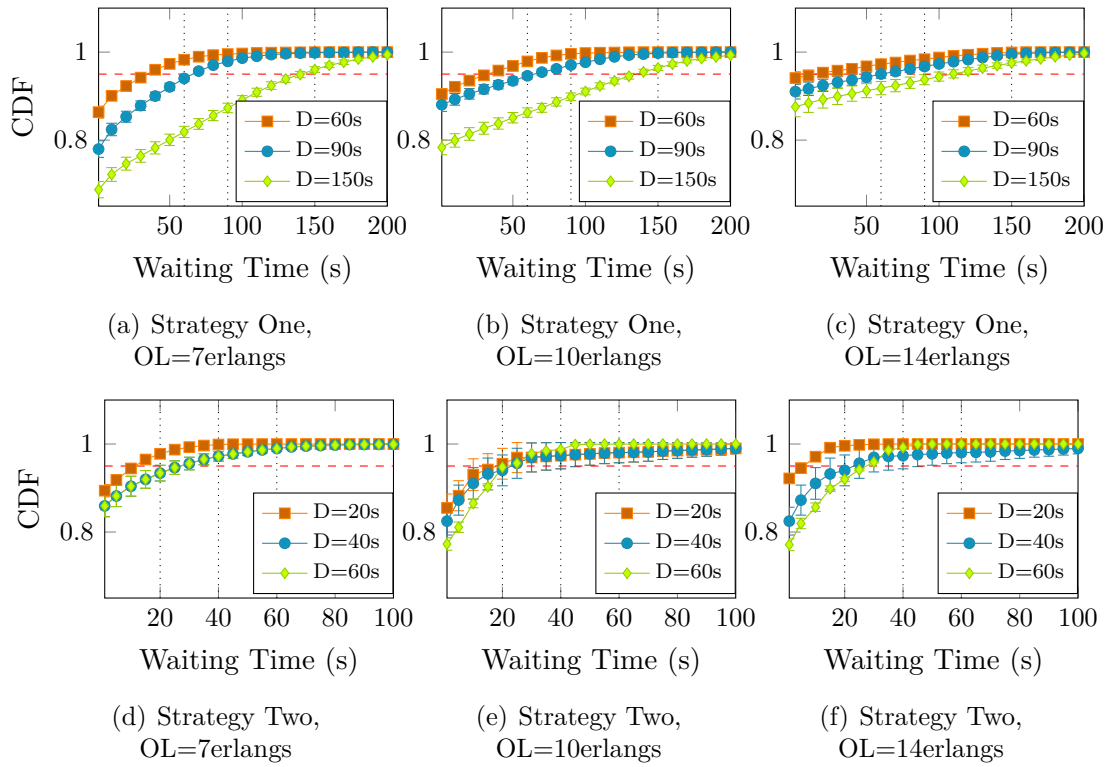 1
0.8
CDF
D=60s
D=90s
D=150s
50 100 150 200
Waiting Time (s)
(a) Strategy One,
OL=7erlangs
1
0.8
D=60s
D=90s
D=150s
50 100 150 200
Waiting Time (s)
(b) Strategy One,
OL=10erlangs
1
0.8
D=60s
D=90s
D=150s
50 100 150 200
Waiting Time (s)
(c) Strategy One,
OL=14erlangs
1
0.8
CDF
D=20s
D=40s
D=60s
20 40 60 80 100
Waiting Time (s)
(d) Strategy Two,
OL=7erlangs
1
0.8
D=20s
D=40s
D=60s
20 40 60 80 100
Waiting Time (s)
(e) Strategy Two,
OL=10erlangs
1
0.8
D=20s
D=40s
D=60s
20 40 60 80 100
Waiting Time (s)
(f) Strategy Two,
OL=14erlangs